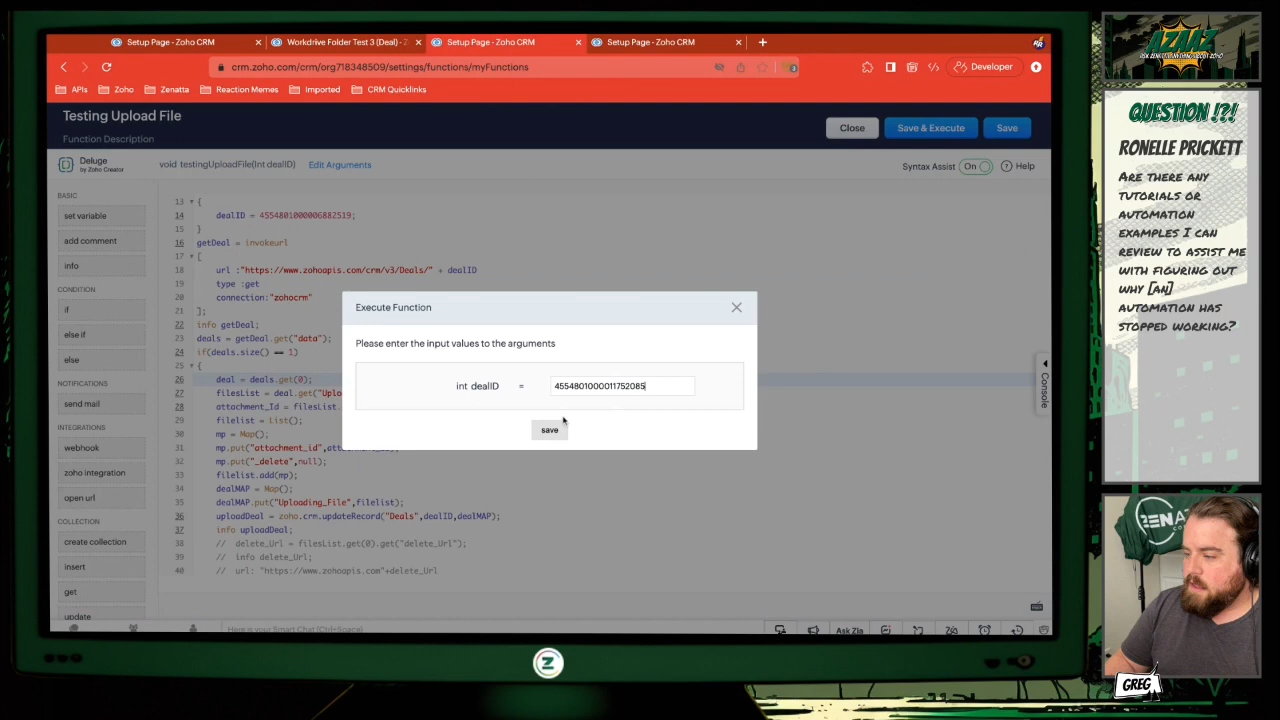 Setup Page - Zoho CRM
Workdrive Folder Test 3 (Deal) - Z
Setup Page - Zoho CRM
Setup Page - Zoho CRM
crm.zoho.com/crm/org718348509/settings/functions/myFunctions
Developer
APIs
Zoho
Zenatta
Reaction Memes
Imported
CRM Quicklinks
Testing Upload File
Function Description
Close
Save & Execute
Save
Deluge
by Zoho Creator
void testingUploadFile(Int dealID)
Edit Arguments
Syntax Assist
On
Help
BASIC
set variable
add comment
info
CONDITION
if
else if
else
NOTIFICATIONS
send mail
INTEGRATIONS
webhook
zoho integration
open url
COLLECTION
create collection
insert
get
update
13 {
14 dealID = 4554801000006882519;
15 }
16 getDeal = invokeurl
17 [
18 url :"https://www.zohoapis.com/crm/v3/Deals/" + dealID
19 type :get
20 connection:"zohocrm"
21 ];
22 info getDeal;
23 deals = getDeal.get("data");
24 if(deals.size() == 1)
25 {
26 deal = deals.get(0);
27 filesList = deal.get("Uplo
28 attachment_Id = filesList.
29 filelist = List();
30 mp = Map();
31 mp.put("attachment_id",
32 mp.put("_delete",null);
33 filelist.add(mp);
34 dealMAP = Map();
35 dealMAP.put("Uploading_File",filelist);
36 uploadDeal = zoho.crm.updateRecord("Deals",dealID,dealMAP);
37 info uploadDeal;
38 // delete_Url = filesList.get(0).get("delete_Url");
39 // info delete_Url;
40 // url: "https://www.zohoapis.com"+delete_Url
Execute Function
Please enter the input values to the arguments
int dealID = 4554801000011752085
save
Console
Here is your Smart Chat (Ctrl+Space)
Ask Zia
Z
AZAAZ
QUESTION !?!
RONELLE PRICKETT
ARE THERE ANY
TUTORIALS OR
AUTOMATION
EXAMPLES I CAN
REVIEW TO ASSIST ME
WITH FIGURING OUT
WHY [AN]
AUTOMATION HAS
STOPPED WORKING?
GREG